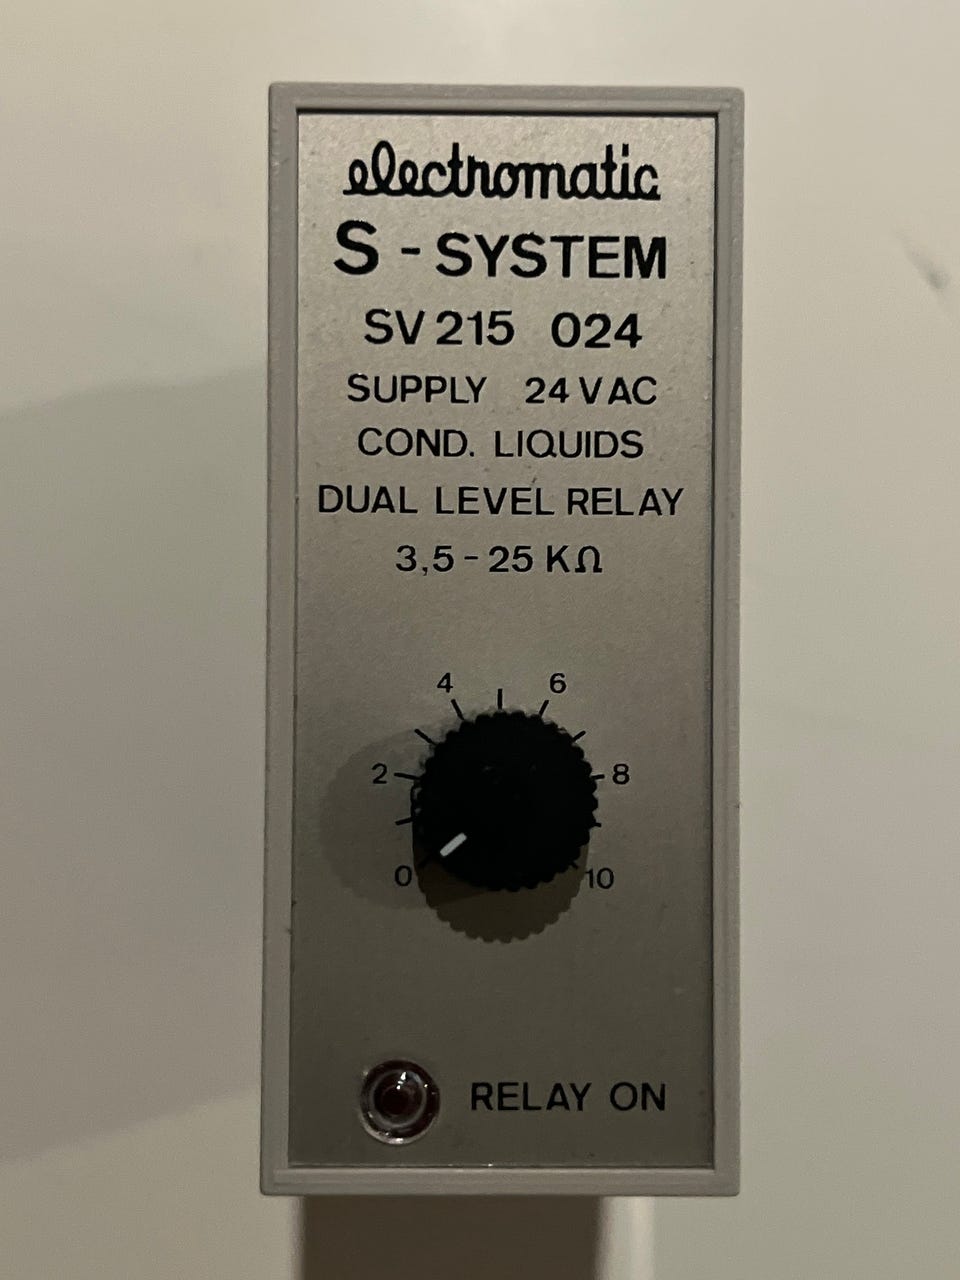 electromatic
S - SYSTEM
SV 215 024
SUPPLY 24 V AC
COND. LIQUIDS
DUAL LEVEL RELAY
3,5 - 25 KΩ
4 6
2 8
0 10
RELAY ON